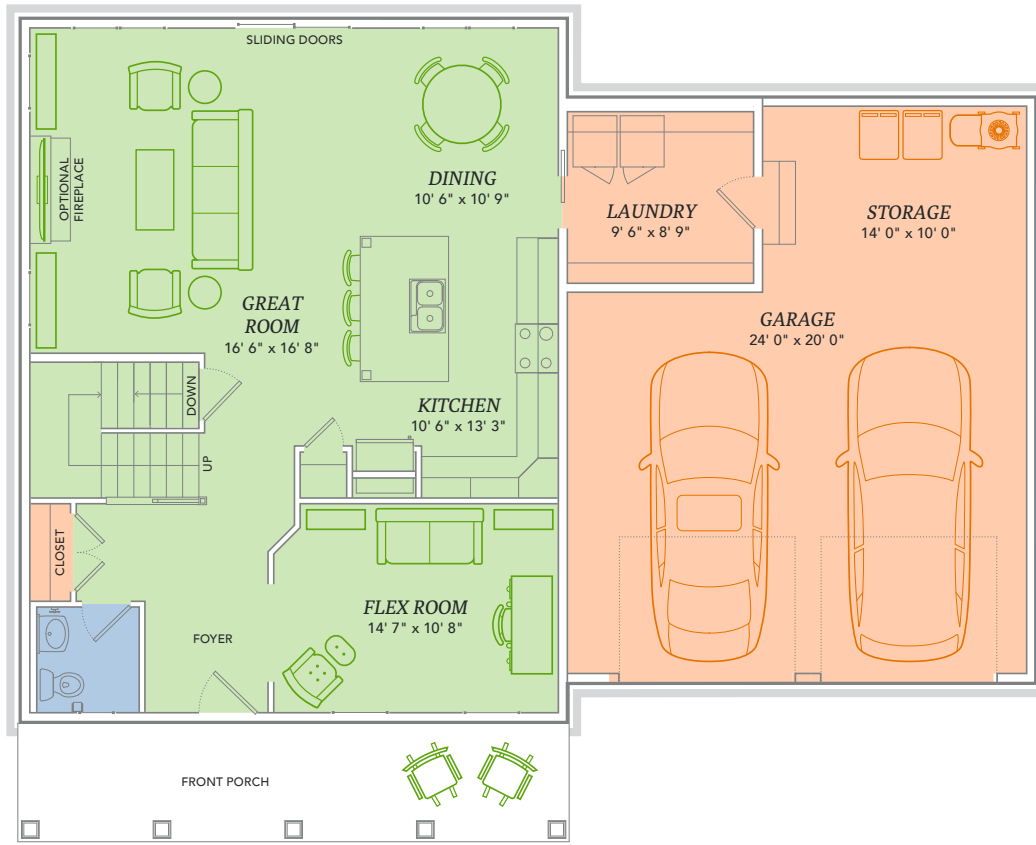 SLIDING DOORS
OPTIONAL
FIREPLACE
DINING
10' 6" x 10' 9"
LAUNDRY
9' 6" x 8' 9"
STORAGE
14' 0" x 10' 0"
GREAT
ROOM
16' 6" x 16' 8"
GARAGE
24' 0" x 20' 0"
DOWN
KITCHEN
10' 6" x 13' 3"
UP
CLOSET
FLEX ROOM
14' 7" x 10' 8"
FOYER
FRONT PORCH